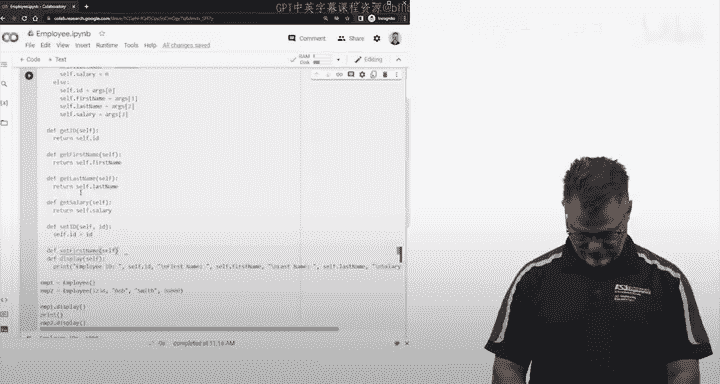 GPT中英字幕课程资源@bili
Employee.ipynb - Colaboratory
Employee.ipynb
File Edit View Insert Runtime Tools Help All changes saved
Comment Share
+ Code + Text
RAM
Disk
Editing
self.salary = 0
else:
self.id = args[0]
self.firstName = args[1]
self.lastName = args[2]
self.salary = args[3]
def getID(self):
return self.id
def getFirstName(self):
return self.firstName
def getLastName(self):
return self.lastName
def getSalary(self):
return self.salary
def setID(self, id):
self.id = id
def setFirstName(self)
def display(self):
print("Employee ID: ", self.id, "\nFirst Name: ", self.firstName, "\nLast Name: ", self.lastName, "\nSalary
emp1 = Employee()
"Bob", "Smith",
emp1.display()
print()
emp2.display()
0s completed at 11:16 AM